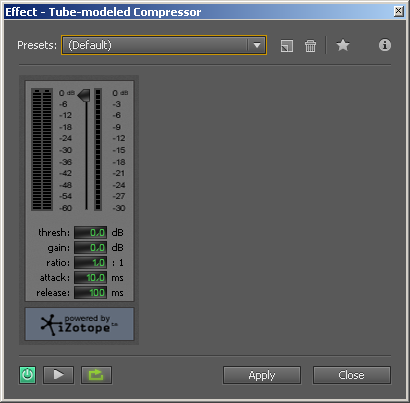 Effect - Tube-modeled Compressor
Presets: (Default)
0 dB 0 dB
-6 -3
-12 -6
-18 -9
-24 -12
-30 -15
-36 -18
-42 -21
-48 -24
-54 -27
-60 -30
thresh: 0,0 dB
gain: 0,0 dB
ratio: 1,0 : 1
attack: 10,0 ms
release: 100 ms
powered by
iZotope™
Apply Close